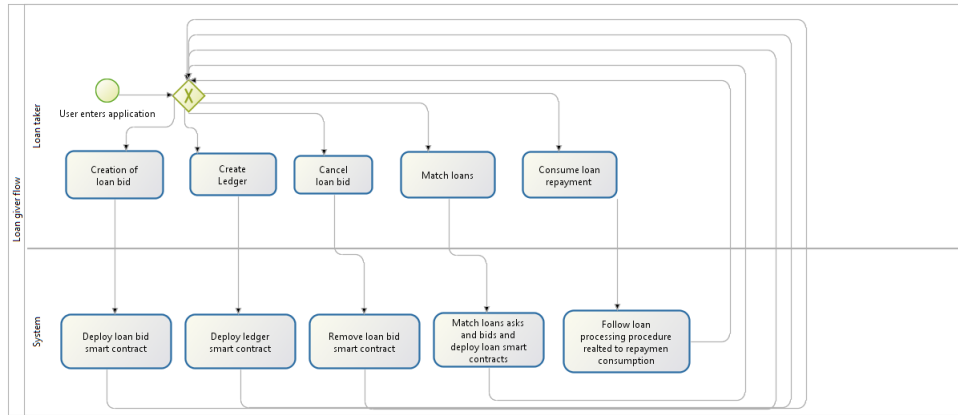 Loan giver flow
Loan taker
User enters application
X
Creation of
loan bid
Create
Ledger
Cancel
loan bid
Match loans
Consume loan
repayment
System
Deploy loan bid
smart contract
Deploy ledger
smart contract
Remove loan bid
smart contract
Match loans asks
and bids and
deploy loan smart
contracts
Follow loan
processing procedure
realted to repaymen
consumption